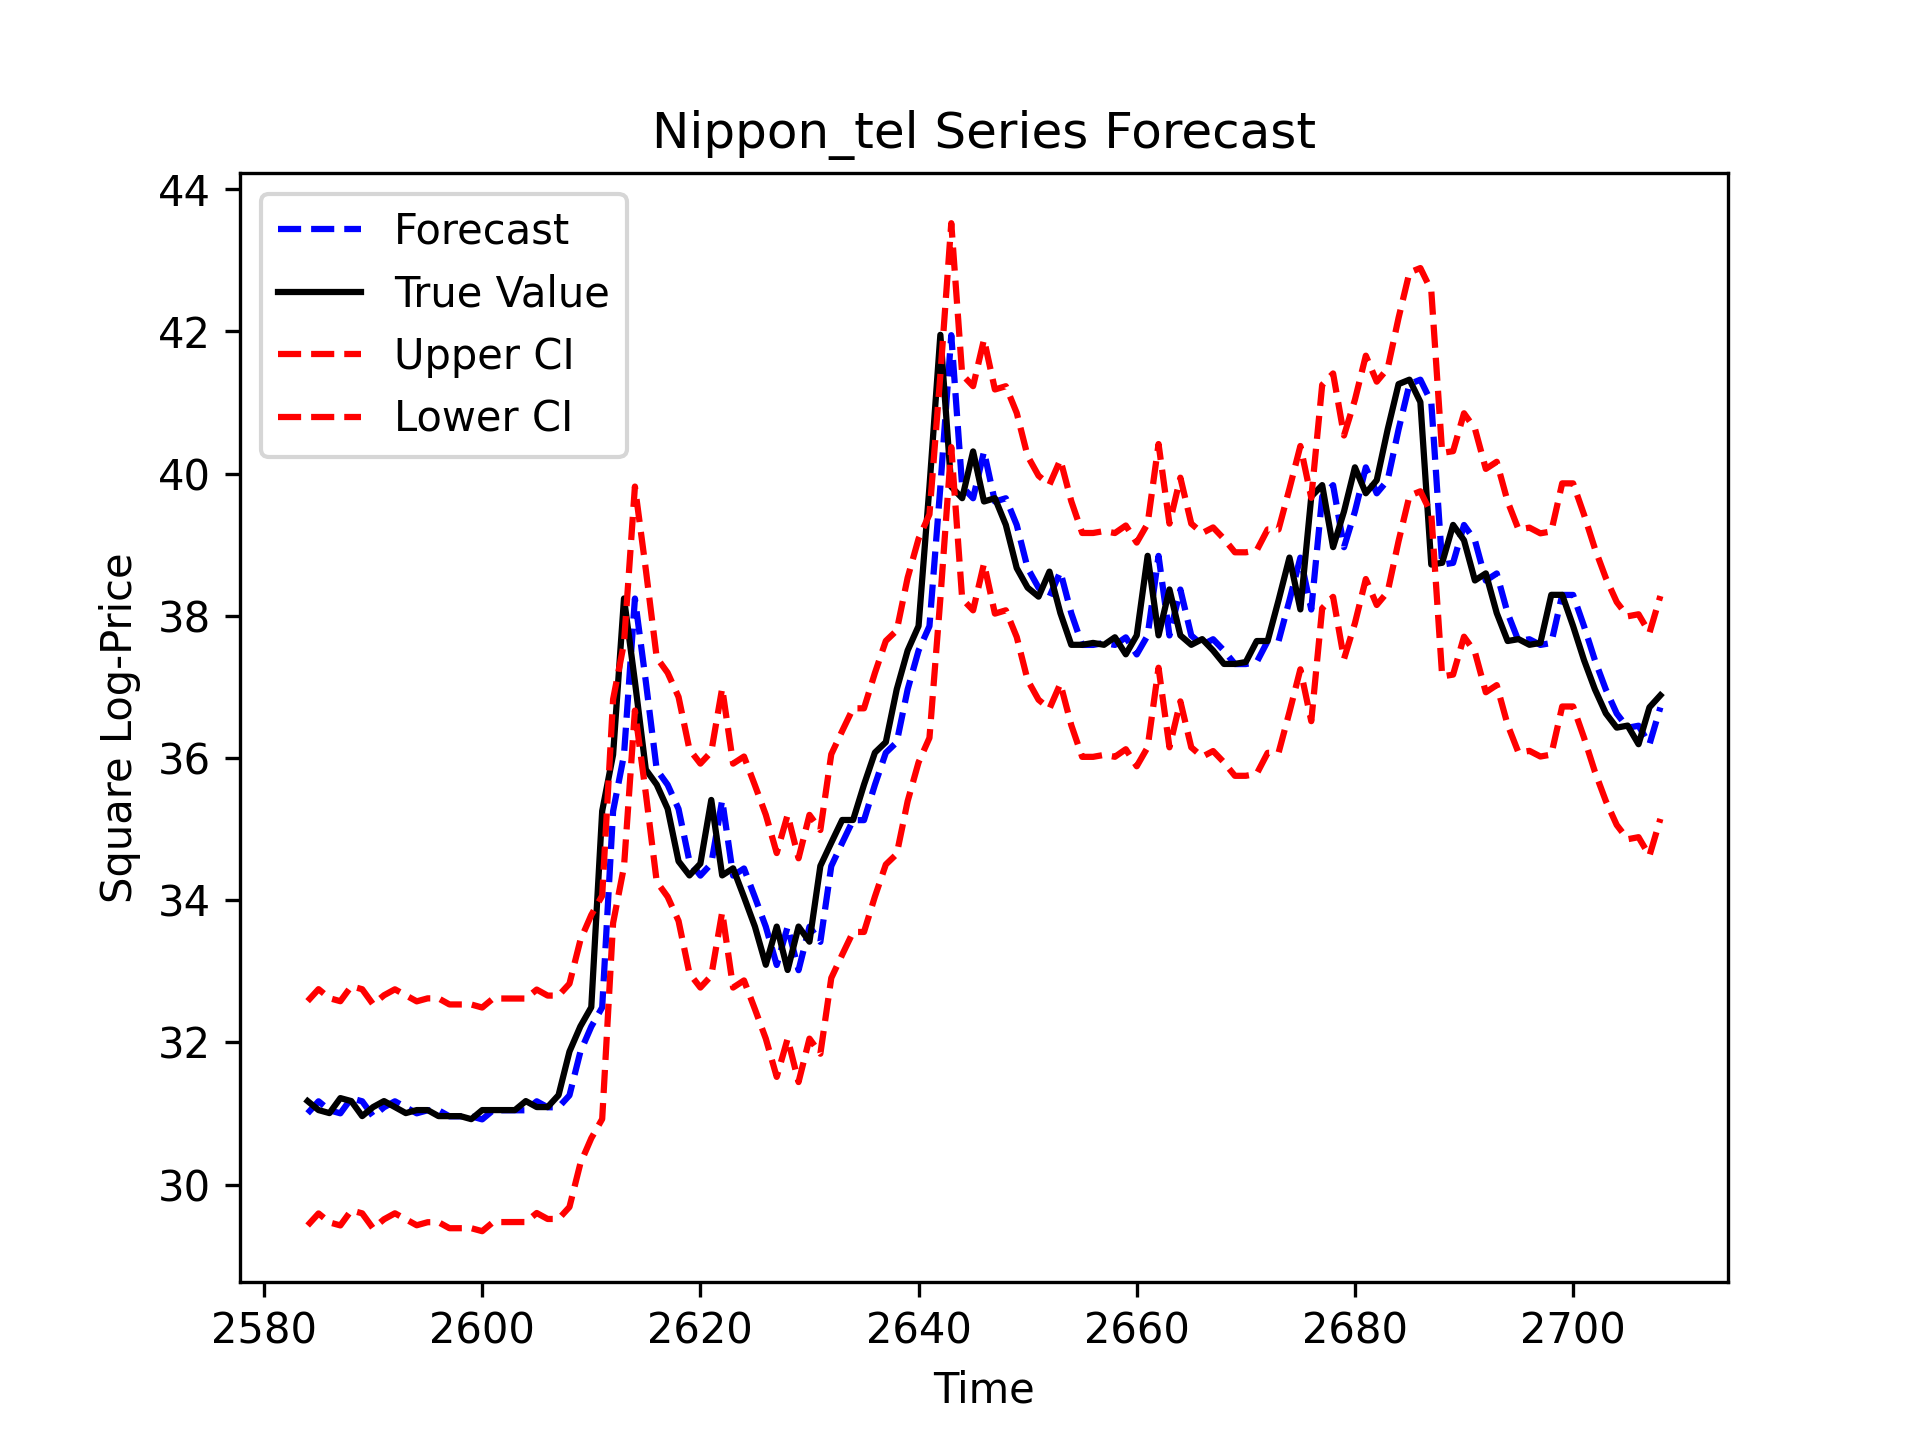 Nippon_tel Series Forecast
Forecast
True Value
Upper CI
Lower CI
Square Log-Price
44
42
40
38
36
34
32
30
2580 2600 2620 2640 2660 2680 2700
Time